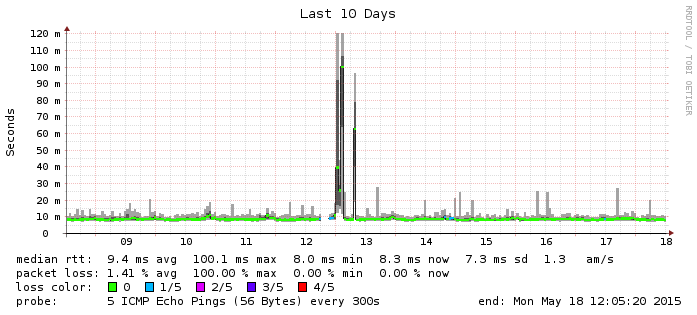 Last 10 Days
RRDTOOL / TOBI OETIKER
Seconds
120 m
110 m
100 m
90 m
80 m
70 m
60 m
50 m
40 m
30 m
20 m
10 m
0
09 10 11 12 13 14 15 16 17 18
median rtt: 9.4 ms avg 100.1 ms max 8.0 ms min 8.3 ms now 7.3 ms sd 1.3 am/s
packet loss: 1.41 % avg 100.00 % max 0.00 % min 0.00 % now
loss color: 0 1/5 2/5 3/5 4/5
probe: 5 ICMP Echo Pings (56 Bytes) every 300s end: Mon May 18 12:05:20 2015